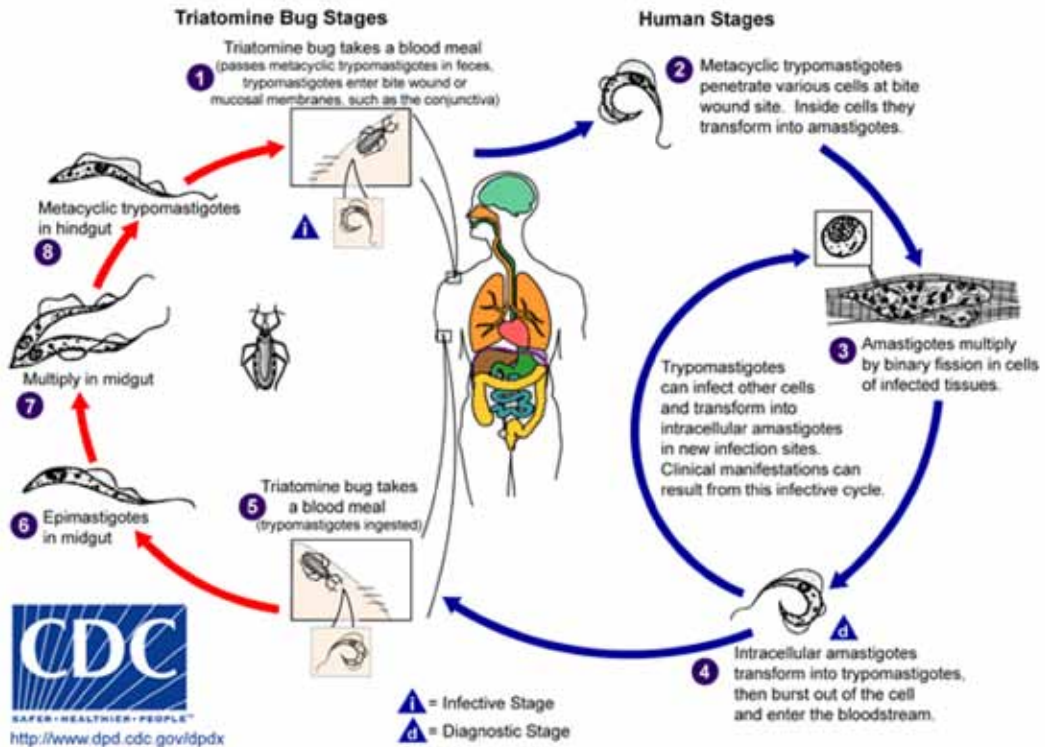 Triatomine Bug Stages
Human Stages
1
Triatomine bug takes a blood meal
(passes metacyclic trypomastigotes in feces,
trypomastigotes enter bite wound or
mucosal membranes, such as the conjunctiva)
i
2
Metacyclic trypomastigotes
penetrate various cells at bite
wound site. Inside cells they
transform into amastigotes.
3
Amastigotes multiply
by binary fission in cells
of infected tissues.
Trypomastigotes
can infect other cells
and transform into
intracellular amastigotes
in new infection sites.
Clinical manifestations can
result from this infective cycle.
d
4
Intracellular amastigotes
transform into trypomastigotes,
then burst out of the cell
and enter the bloodstream.
5
Triatomine bug takes
a blood meal
(trypomastigotes ingested)
6
Epimastigotes
in midgut
Multiply in midgut
7
Metacyclic trypomastigotes
in hindgut
8
CDC
SAFER•HEALTHIER•PEOPLE™
http://www.dpd.cdc.gov/dpdx
i = Infective Stage
d = Diagnostic Stage